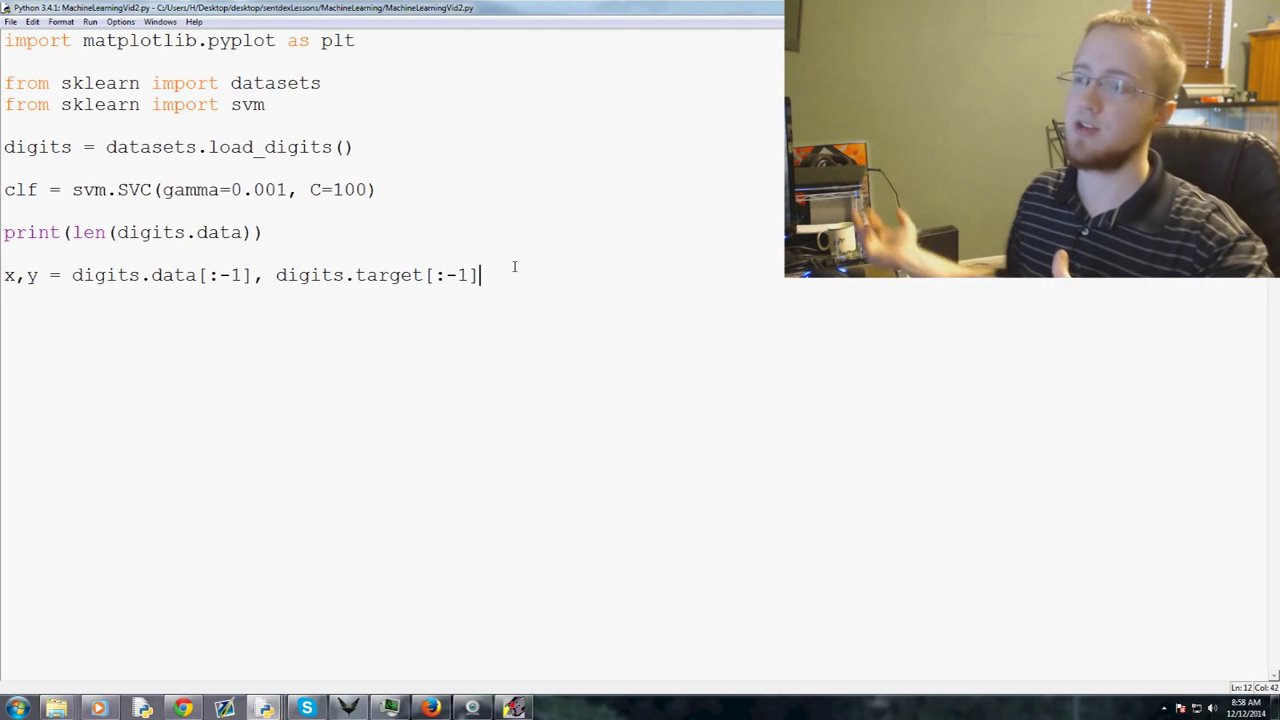 Python 3.4.1: MachineLearningVid2.py - C:/Users/H/Desktop/desktop/sentdexLessons/MachineLearning/MachineLearningVid2.py
File Edit Format Run Options Windows Help
import matplotlib.pyplot as plt
from sklearn import datasets
from sklearn import svm
digits = datasets.load_digits()
clf = svm.SVC(gamma=0.001, C=100)
print(len(digits.data))
x,y = digits.data[:-1], digits.target[:-1]
Ln: 12 Col: 42
8:58 AM
12/12/2014